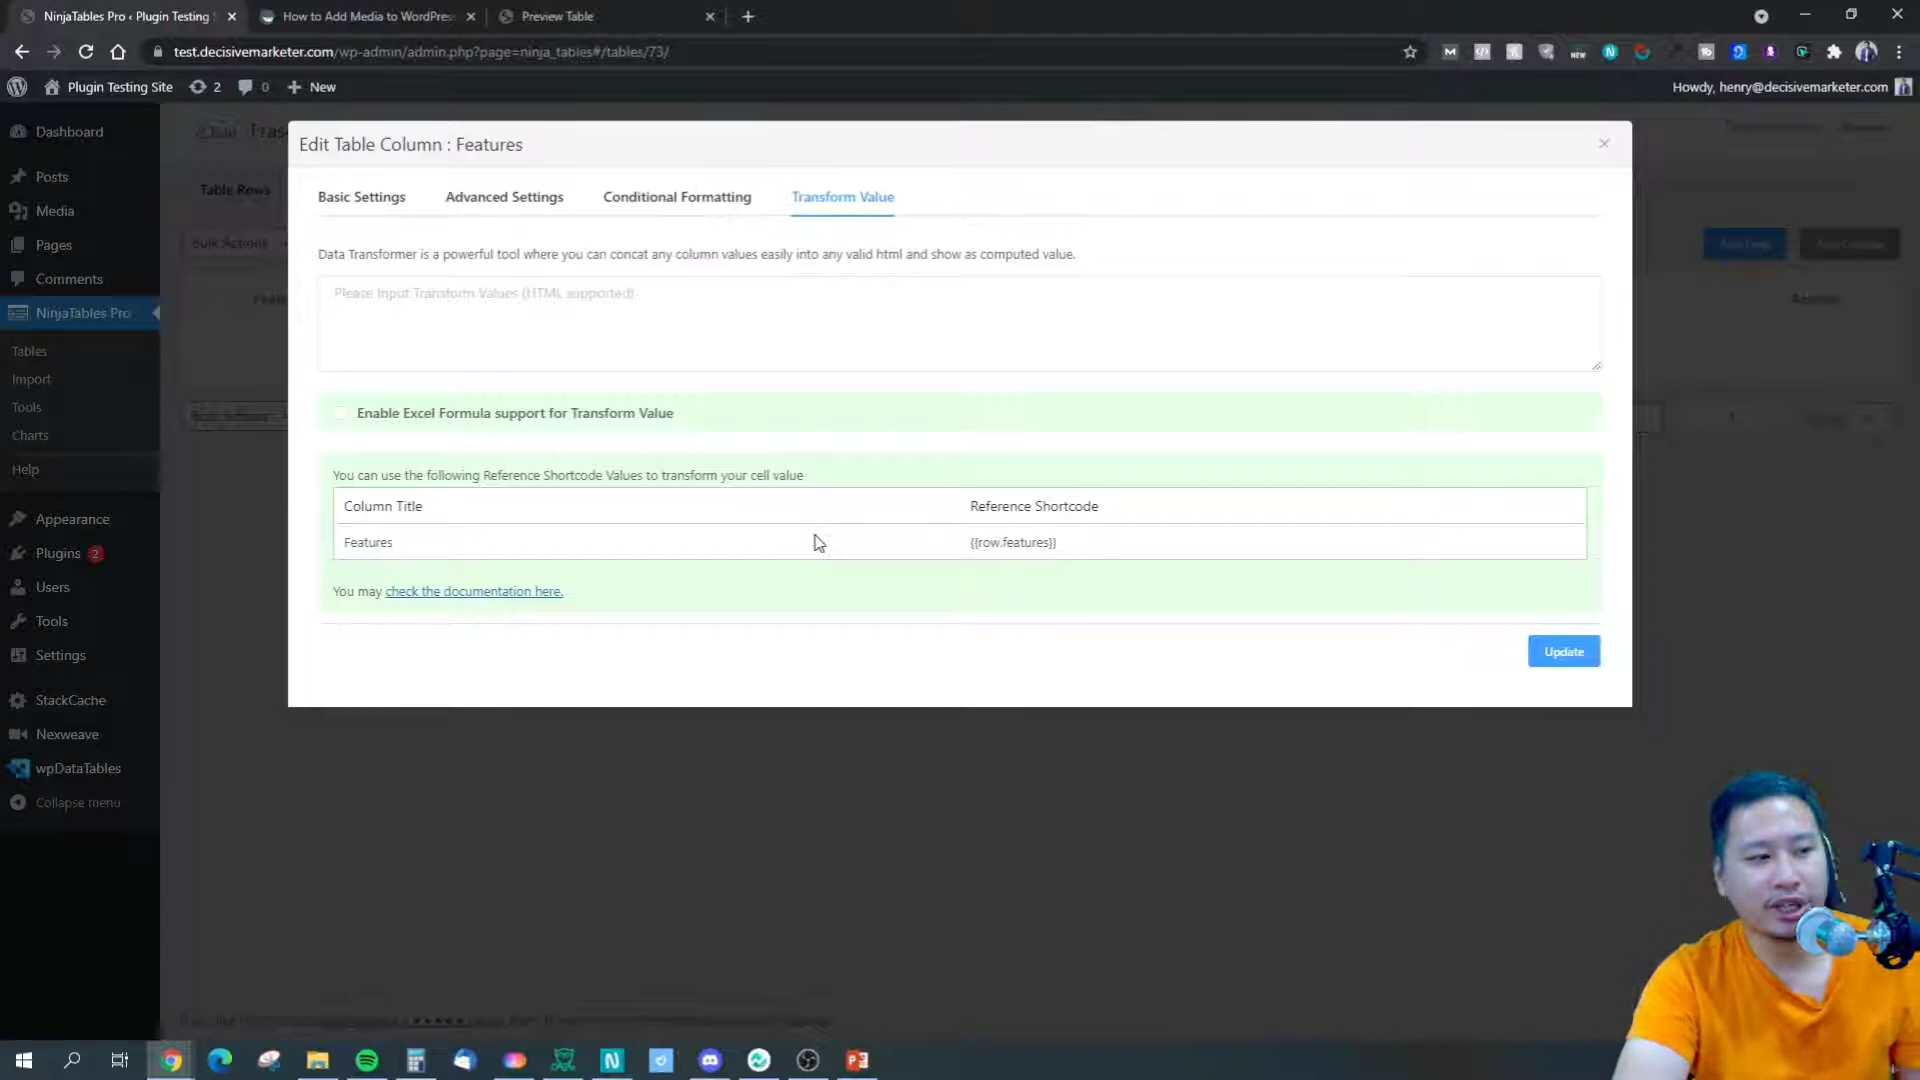 NinjaTables Pro ‹ Plugin Testing
How to Add Media to WordPres
Preview Table
test.decisivemarketer.com/wp-admin/admin.php?page=ninja_tables#/tables/73/
NEW
Plugin Testing Site
2
0
New
Howdy, henry@decisivemarketer.com
Dashboard
Posts
Media
Pages
Comments
NinjaTables Pro
Tables
Import
Tools
Charts
Help
Appearance
Plugins 2
Users
Tools
Settings
StackCache
Nexweave
wpDataTables
Collapse menu
Table Rows
Bulk Actions
Edit Table Column : Features
Basic Settings
Advanced Settings
Conditional Formatting
Transform Value
Data Transformer is a powerful tool where you can concat any column values easily into any valid html and show as computed value.
Please Input Transform Values (HTML supported)
Enable Excel Formula support for Transform Value
You can use the following Reference Shortcode Values to transform your cell value
Column Title
Reference Shortcode
Features
{{row.features}}
You may check the documentation here.
Update